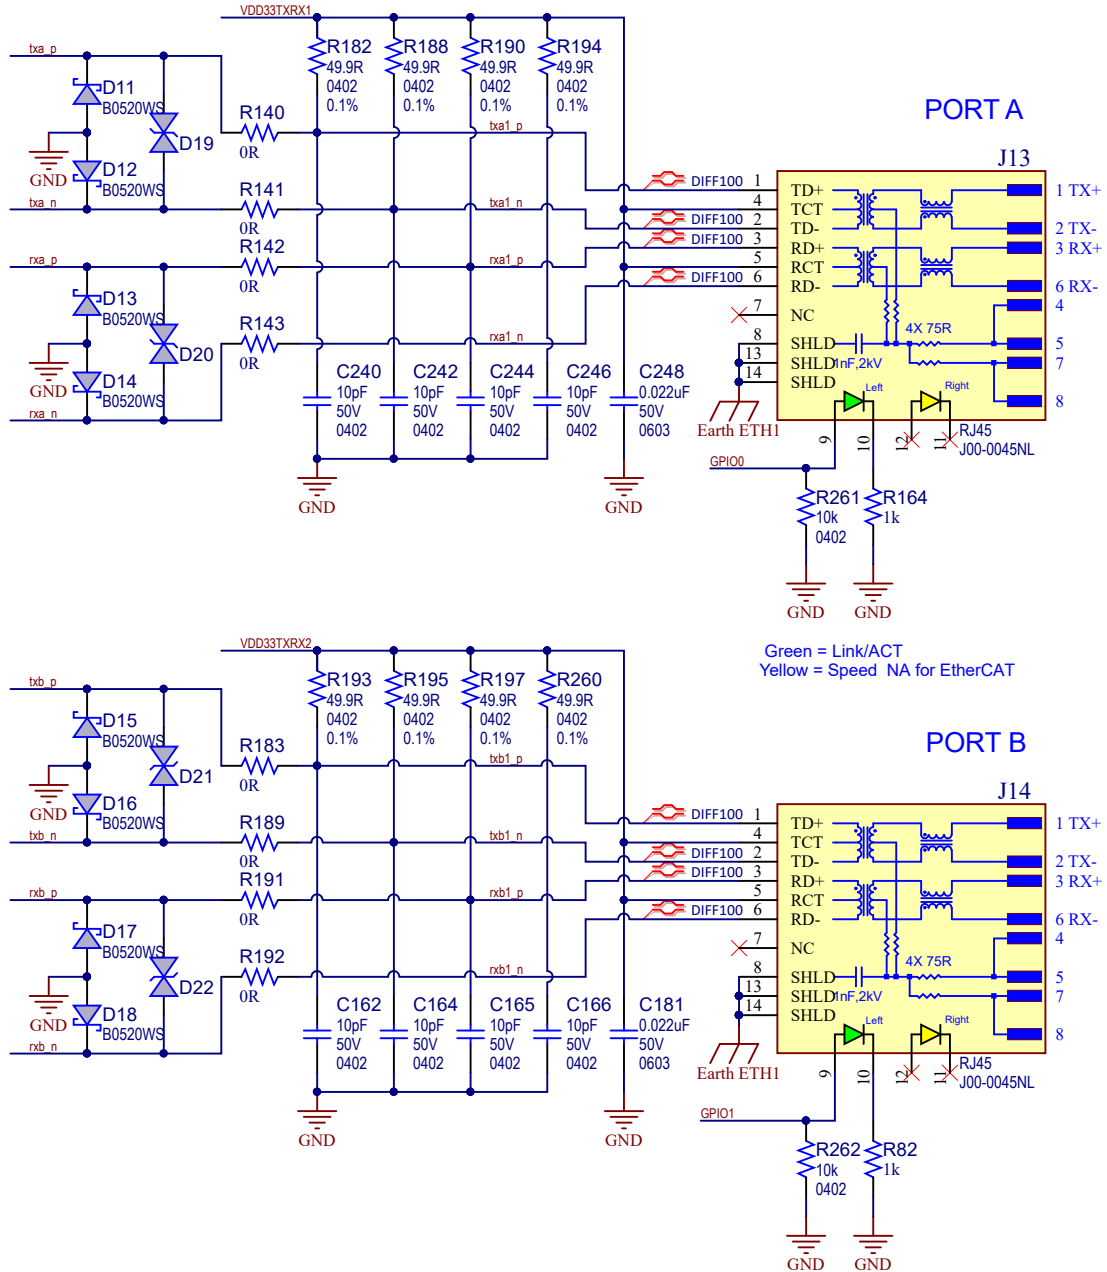 VDD33TXRX1
txa_p
R182
49.9R
0402
0.1%
R188
49.9R
0402
0.1%
R190
49.9R
0402
0.1%
R194
49.9R
0402
0.1%
D11
B0520WS
D19
GND
D12
B0520WS
txa_n
R140
0R
R141
0R
txa1_p
txa1_n
PORT A
J13
rxa_p
R142
0R
rxa1_p
D13
B0520WS
D20
GND
D14
B0520WS
rxa_n
R143
0R
rxa1_n
DIFF100
DIFF100
DIFF100
DIFF100
1 TD+
4 TCT
2 TD-
3 RD+
5 RCT
6 RD-
7 NC
8 SHLD
13 SHLD
14 SHLD
1 TX+
2 TX-
3 RX+
6 RX-
4
5
7
8
4X 75R
1nF,2kV
Left
Right
RJ45
J00-0045NL
9
10
12
11
Earth ETH1
C240
10pF
50V
0402
C242
10pF
50V
0402
C244
10pF
50V
0402
C246
10pF
50V
0402
C248
0.022uF
50V
0603
GND
GND
GPIO0
R261
10k
0402
R164
1k
GND
GND
Green = Link/ACT
Yellow = Speed NA for EtherCAT
VDD33TXRX2
txb_p
R193
49.9R
0402
0.1%
R195
49.9R
0402
0.1%
R197
49.9R
0402
0.1%
R260
49.9R
0402
0.1%
D15
B0520WS
D21
GND
D16
B0520WS
txb_n
R183
0R
R189
0R
txb1_p
txb1_n
PORT B
J14
rxb_p
R191
0R
rxb1_p
D17
B0520WS
D22
GND
D18
B0520WS
rxb_n
R192
0R
rxb1_n
DIFF100
DIFF100
DIFF100
DIFF100
1 TD+
4 TCT
2 TD-
3 RD+
5 RCT
6 RD-
7 NC
8 SHLD
13 SHLD
14 SHLD
1 TX+
2 TX-
3 RX+
6 RX-
4
5
7
8
4X 75R
1nF,2kV
Left
Right
RJ45
J00-0045NL
9
10
12
11
Earth ETH1
C162
10pF
50V
0402
C164
10pF
50V
0402
C165
10pF
50V
0402
C166
10pF
50V
0402
C181
0.022uF
50V
0603
GND
GND
GPIO1
R262
10k
0402
R82
1k
GND
GND